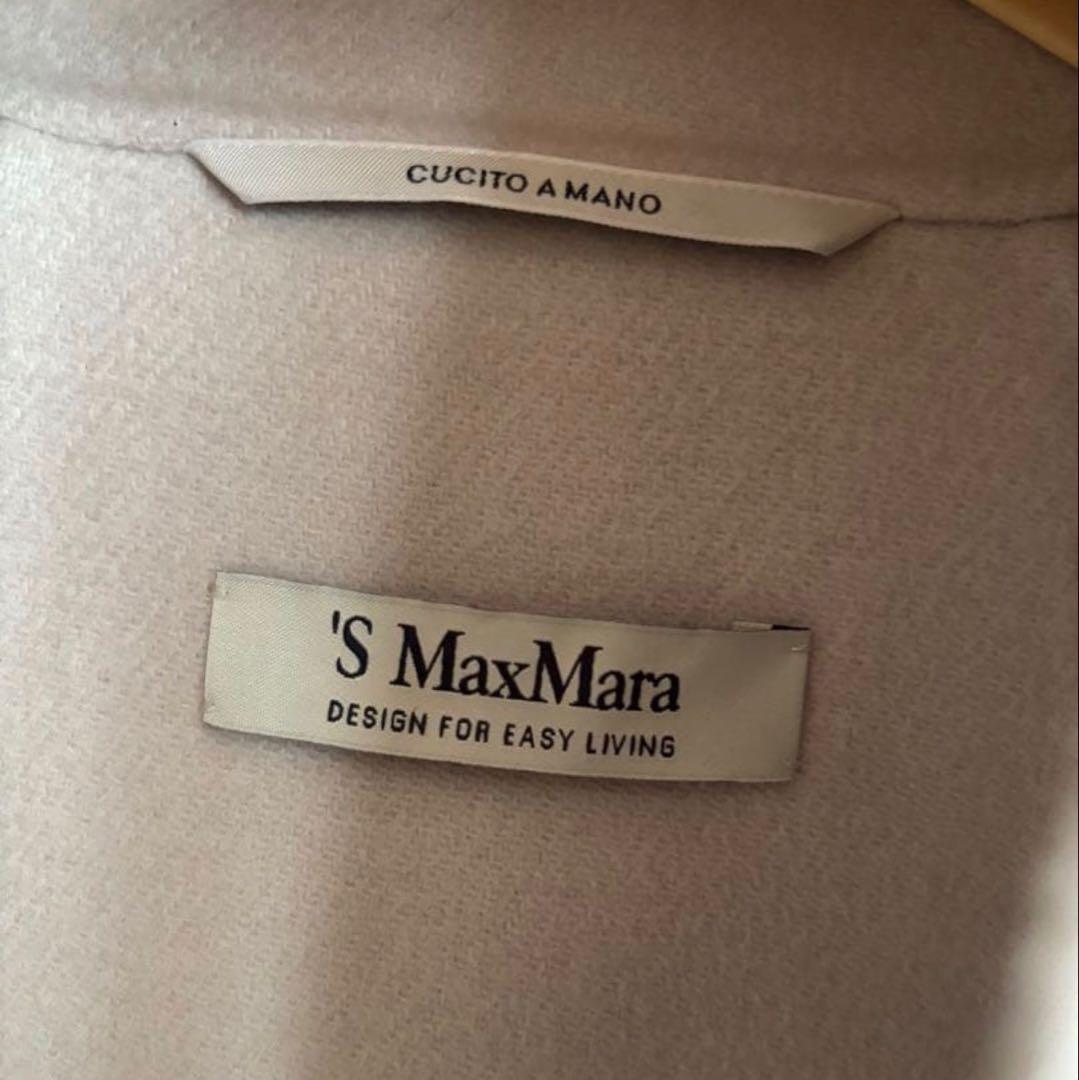 CUCITO A MANO
'S MaxMara
DESIGN FOR EASY LIVING